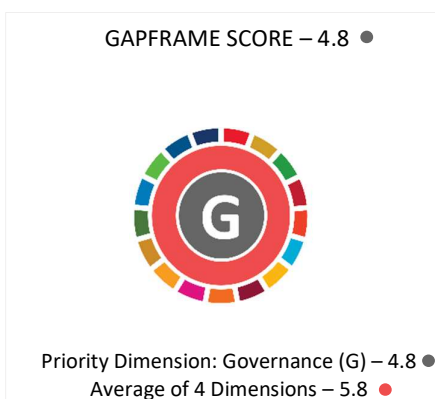 GAPFRAME SCORE – 4.8
G
Priority Dimension: Governance (G) – 4.8
Average of 4 Dimensions – 5.8